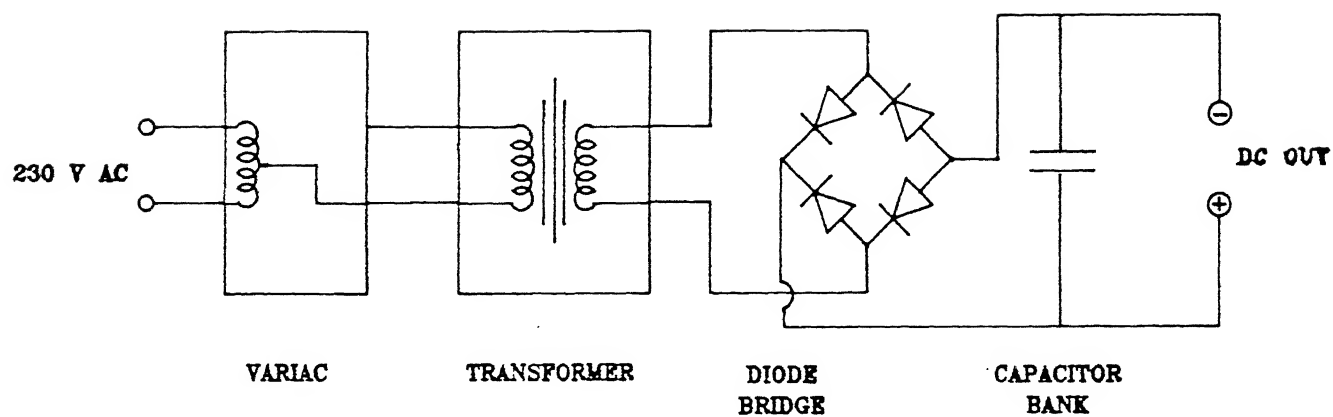 230 V AC
DC OUT
VARIAC
TRANSFORMER
DIODE
BRIDGE
CAPACITOR
BANK